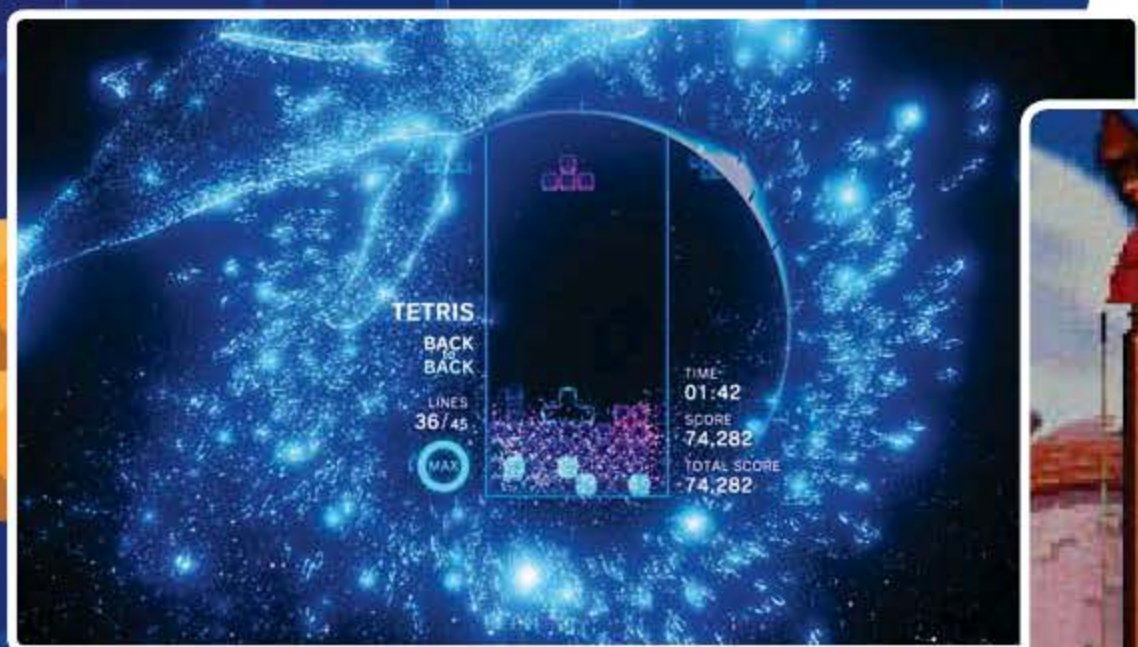 TETRIS
BACK
to
BACK
LINES
36/45
MAX
TIME
01:42
SCORE
74,282
TOTAL SCORE
74,282